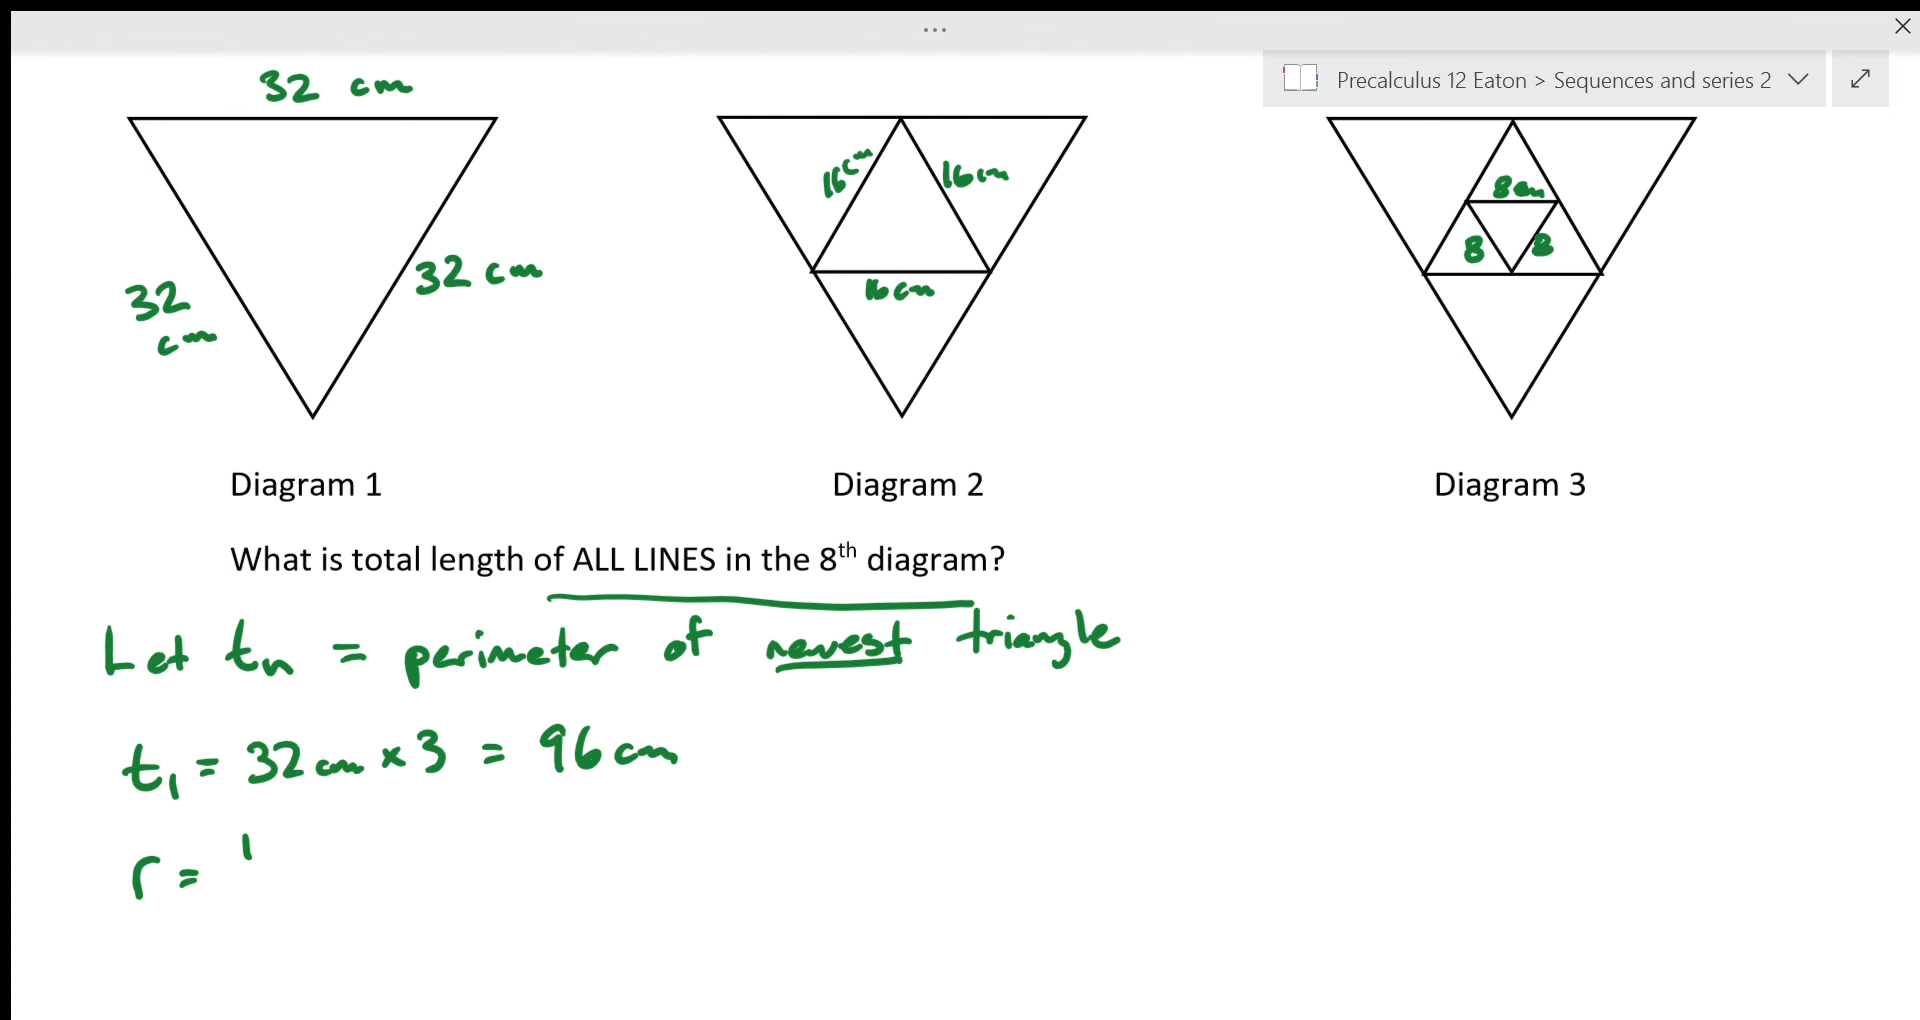 ...
Precalculus 12 Eaton > Sequences and series 2
32 cm
32 cm
32 cm
16cm
16cm
16cm
8cm
8
8
Diagram 1
Diagram 2
Diagram 3
What is total length of ALL LINES in the 8th diagram?
Let tn = perimeter of newest triangle
t1 = 32 cm × 3 = 96 cm
r = 1